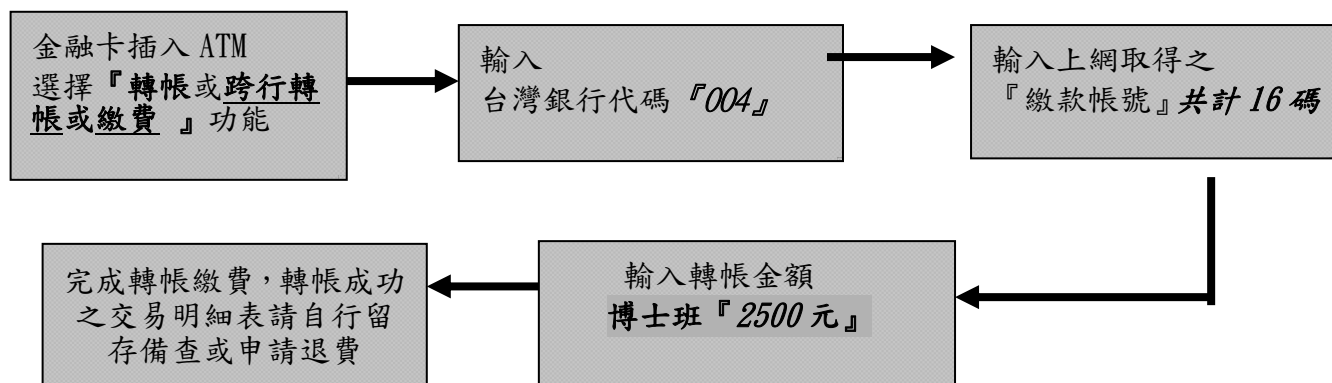 金融卡插入 ATM
選擇『轉帳或跨行轉
帳或繳費 』功能
輸入
台灣銀行代碼『004』
輸入上網取得之
『繳款帳號』共計 16 碼
輸入轉帳金額
博士班『2500 元』
完成轉帳繳費，轉帳成功
之交易明細表請自行留
存備查或申請退費